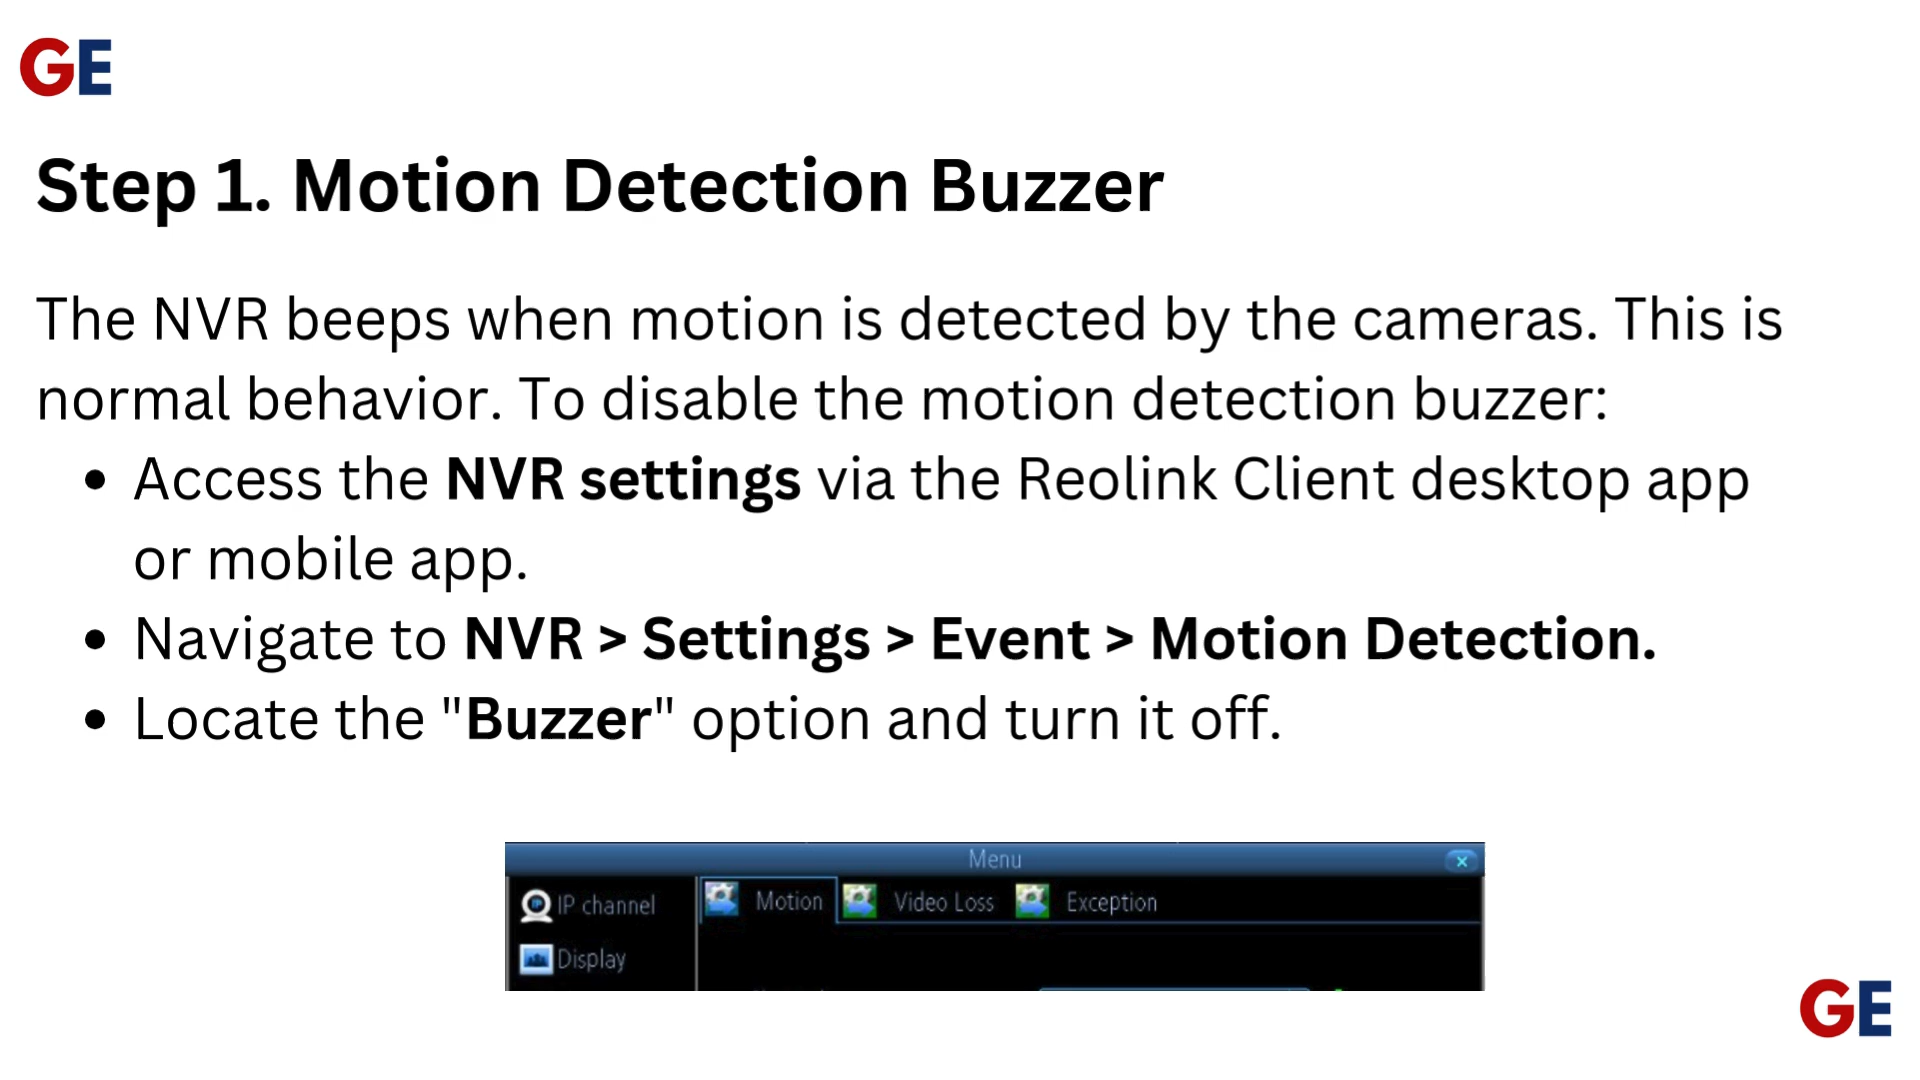 GE
Step 1. Motion Detection Buzzer
The NVR beeps when motion is detected by the cameras. This is
normal behavior. To disable the motion detection buzzer:
• Access the NVR settings via the Reolink Client desktop app
or mobile app.
• Navigate to NVR > Settings > Event > Motion Detection.
• Locate the "Buzzer" option and turn it off.
Menu
IP channel
Motion Video Loss Exception
Display
GE